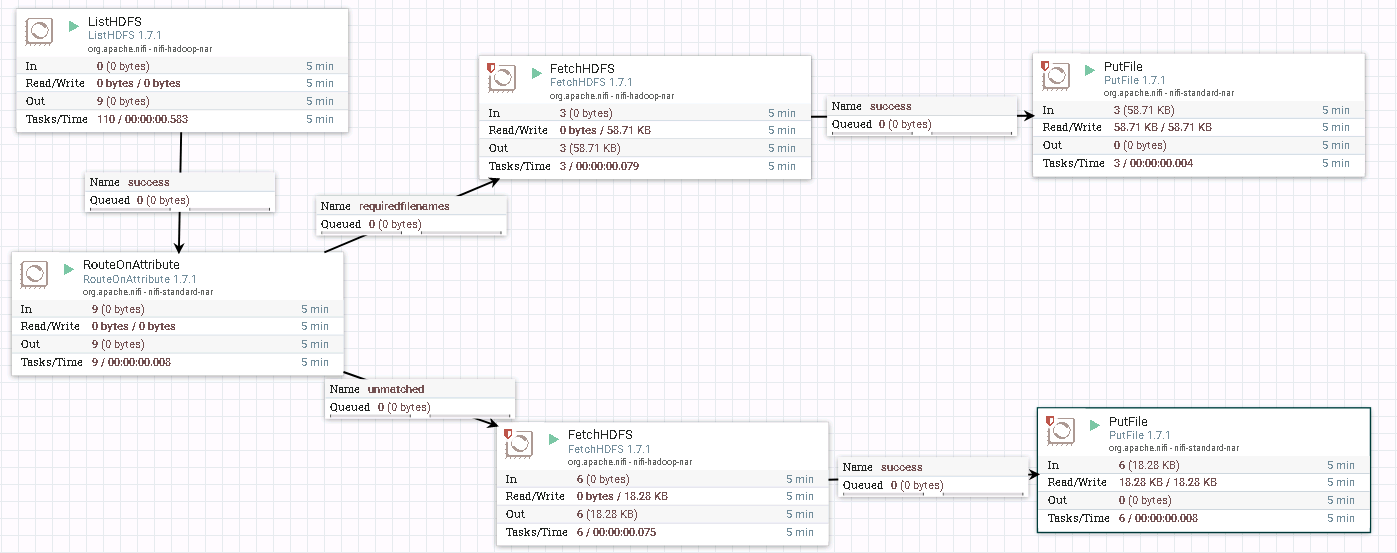 ListHDFS
ListHDFS 1.7.1
org.apache.nifi - nifi-hadoop-nar
In 0 (0 bytes) 5 min
Read/Write 0 bytes / 0 bytes 5 min
Out 9 (0 bytes) 5 min
Tasks/Time 110 / 00:00:00.583 5 min
Name success
Queued 0 (0 bytes)
RouteOnAttribute
RouteOnAttribute 1.7.1
org.apache.nifi - nifi-standard-nar
In 9 (0 bytes) 5 min
Read/Write 0 bytes / 0 bytes 5 min
Out 9 (0 bytes) 5 min
Tasks/Time 9 / 00:00:00.008 5 min
Name requiredfilenames
Queued 0 (0 bytes)
FetchHDFS
FetchHDFS 1.7.1
org.apache.nifi - nifi-hadoop-nar
In 3 (0 bytes) 5 min
Read/Write 0 bytes / 58.71 KB 5 min
Out 3 (58.71 KB) 5 min
Tasks/Time 3 / 00:00:00.079 5 min
Name success
Queued 0 (0 bytes)
PutFile
PutFile 1.7.1
org.apache.nifi - nifi-standard-nar
In 3 (58.71 KB) 5 min
Read/Write 58.71 KB / 58.71 KB 5 min
Out 0 (0 bytes) 5 min
Tasks/Time 3 / 00:00:00.004 5 min
Name unmatched
Queued 0 (0 bytes)
FetchHDFS
FetchHDFS 1.7.1
org.apache.nifi - nifi-hadoop-nar
In 6 (0 bytes) 5 min
Read/Write 0 bytes / 18.28 KB 5 min
Out 6 (18.28 KB) 5 min
Tasks/Time 6 / 00:00:00.075 5 min
Name success
Queued 0 (0 bytes)
PutFile
PutFile 1.7.1
org.apache.nifi - nifi-standard-nar
In 6 (18.28 KB) 5 min
Read/Write 18.28 KB / 18.28 KB 5 min
Out 0 (0 bytes) 5 min
Tasks/Time 6 / 00:00:00.008 5 min